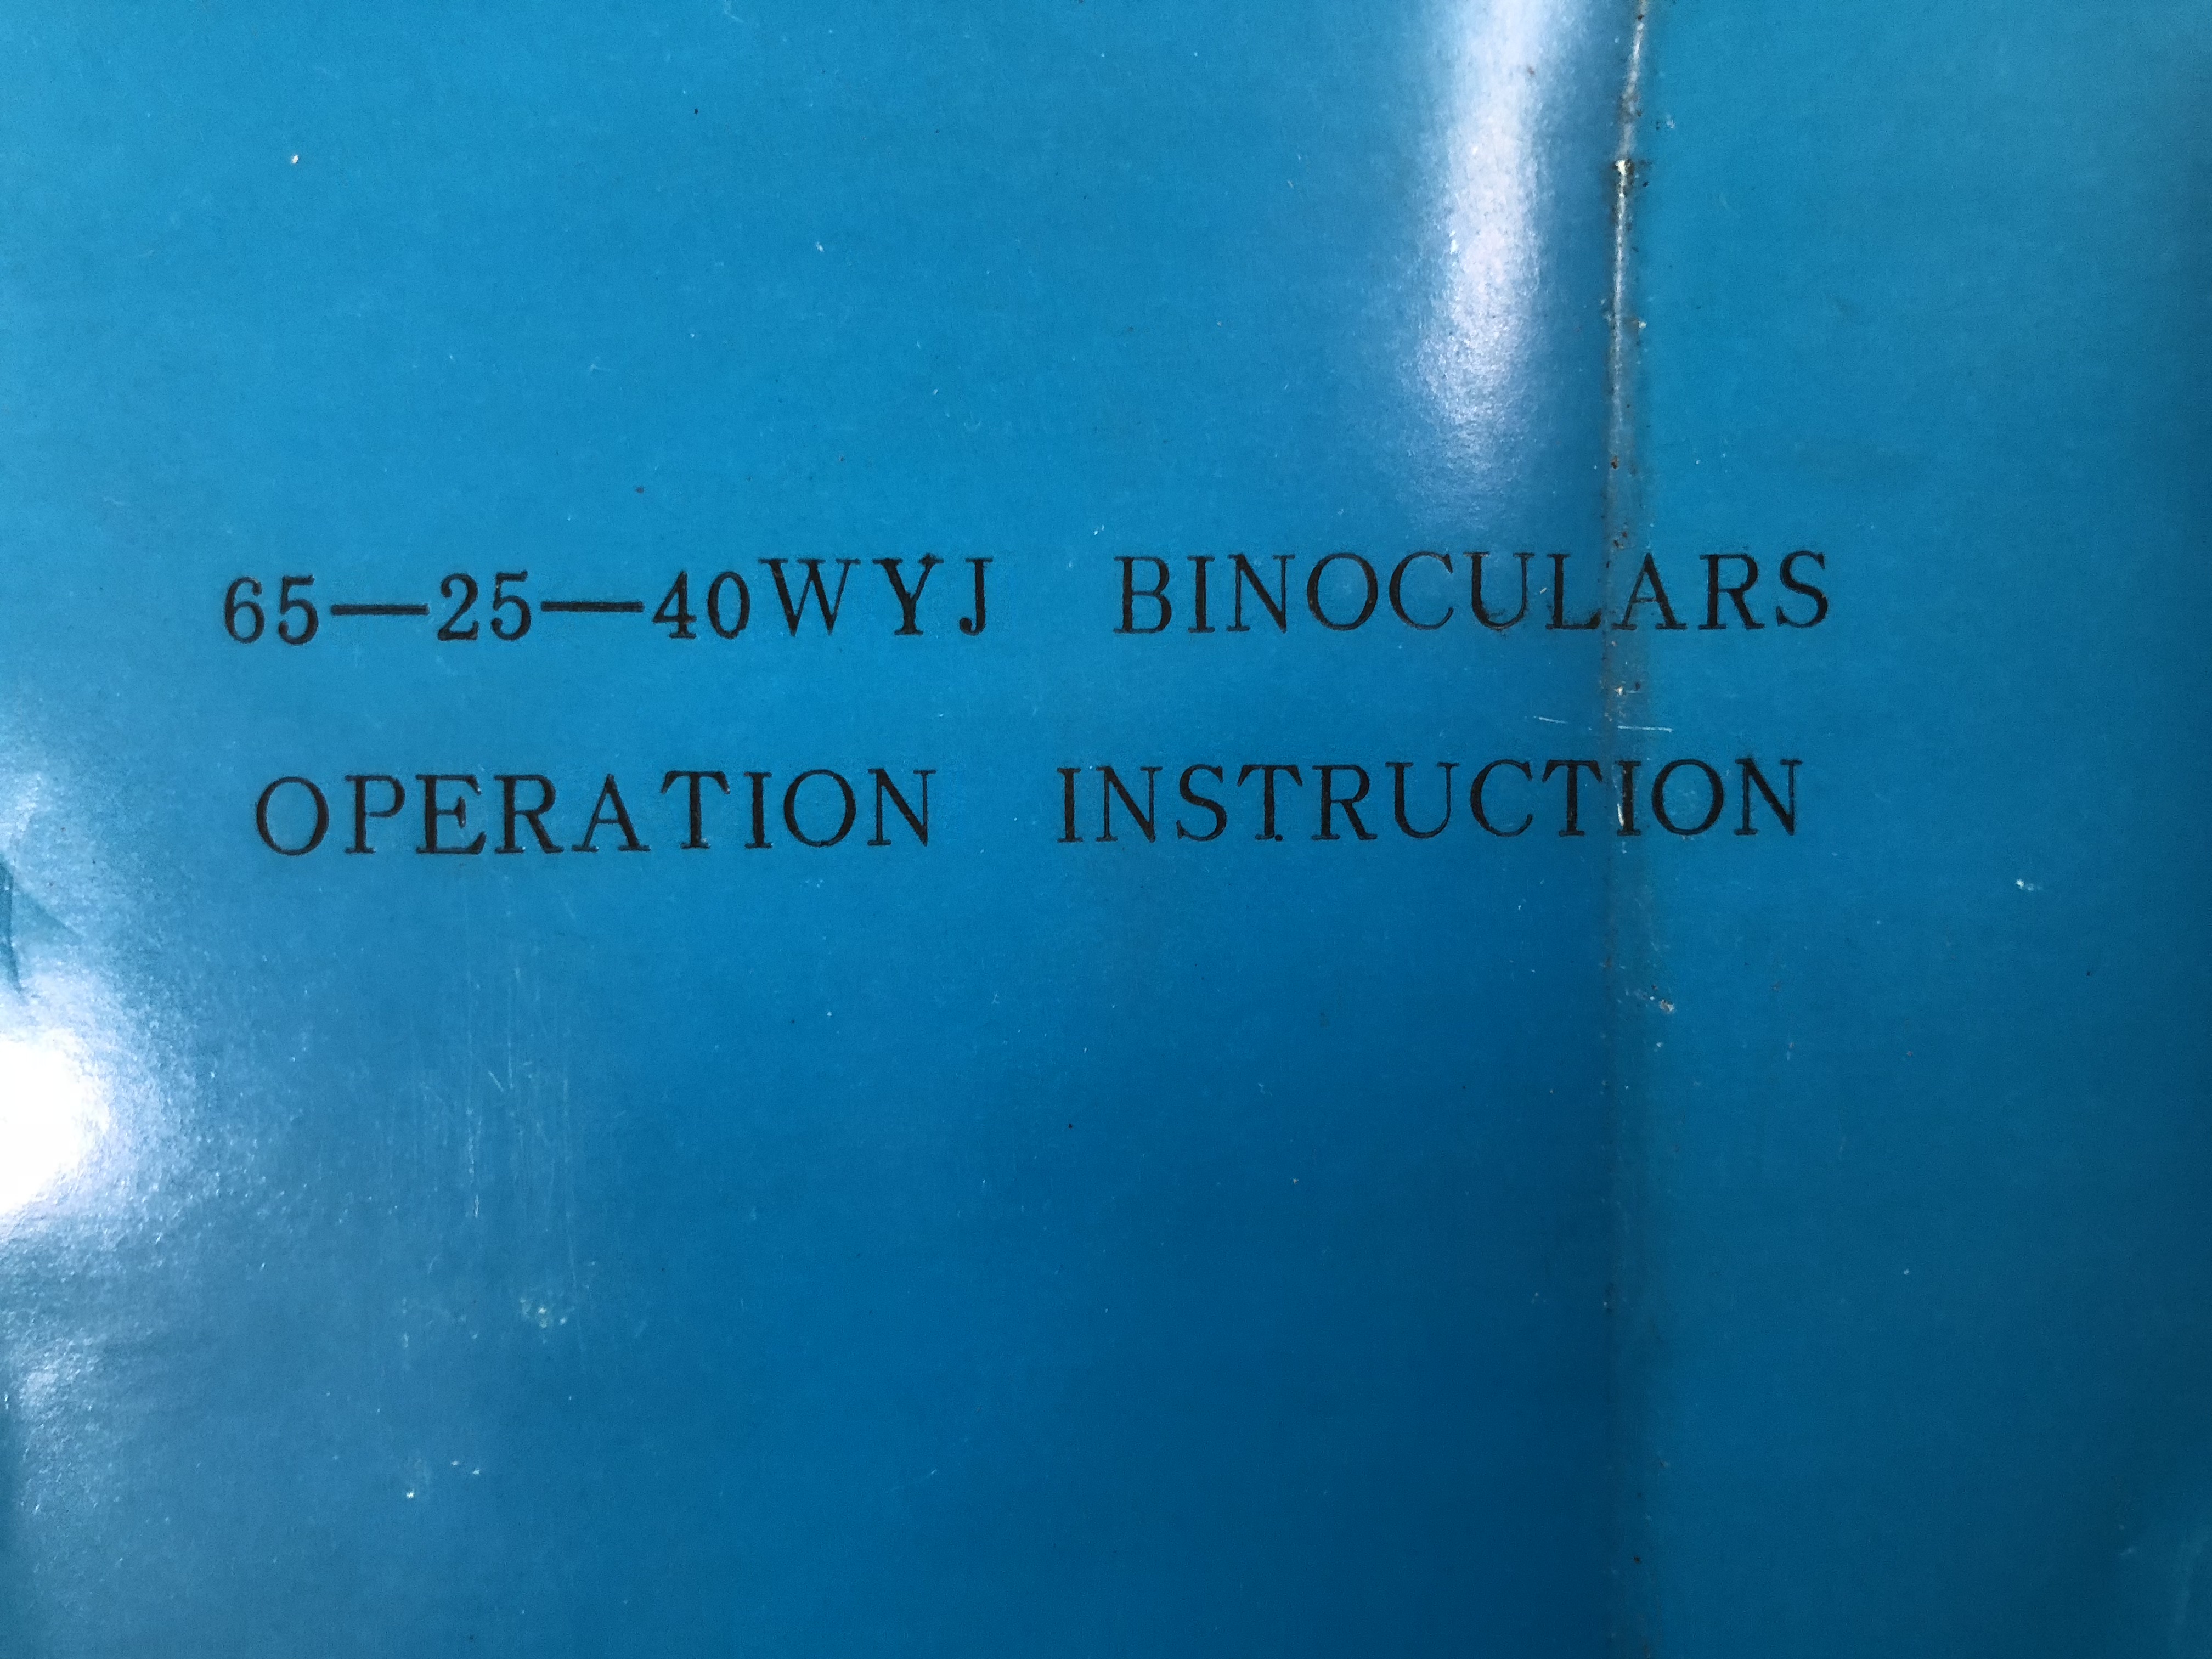 65—25—40WYJ BINOCULARS
OPERATION INSTRUCTION